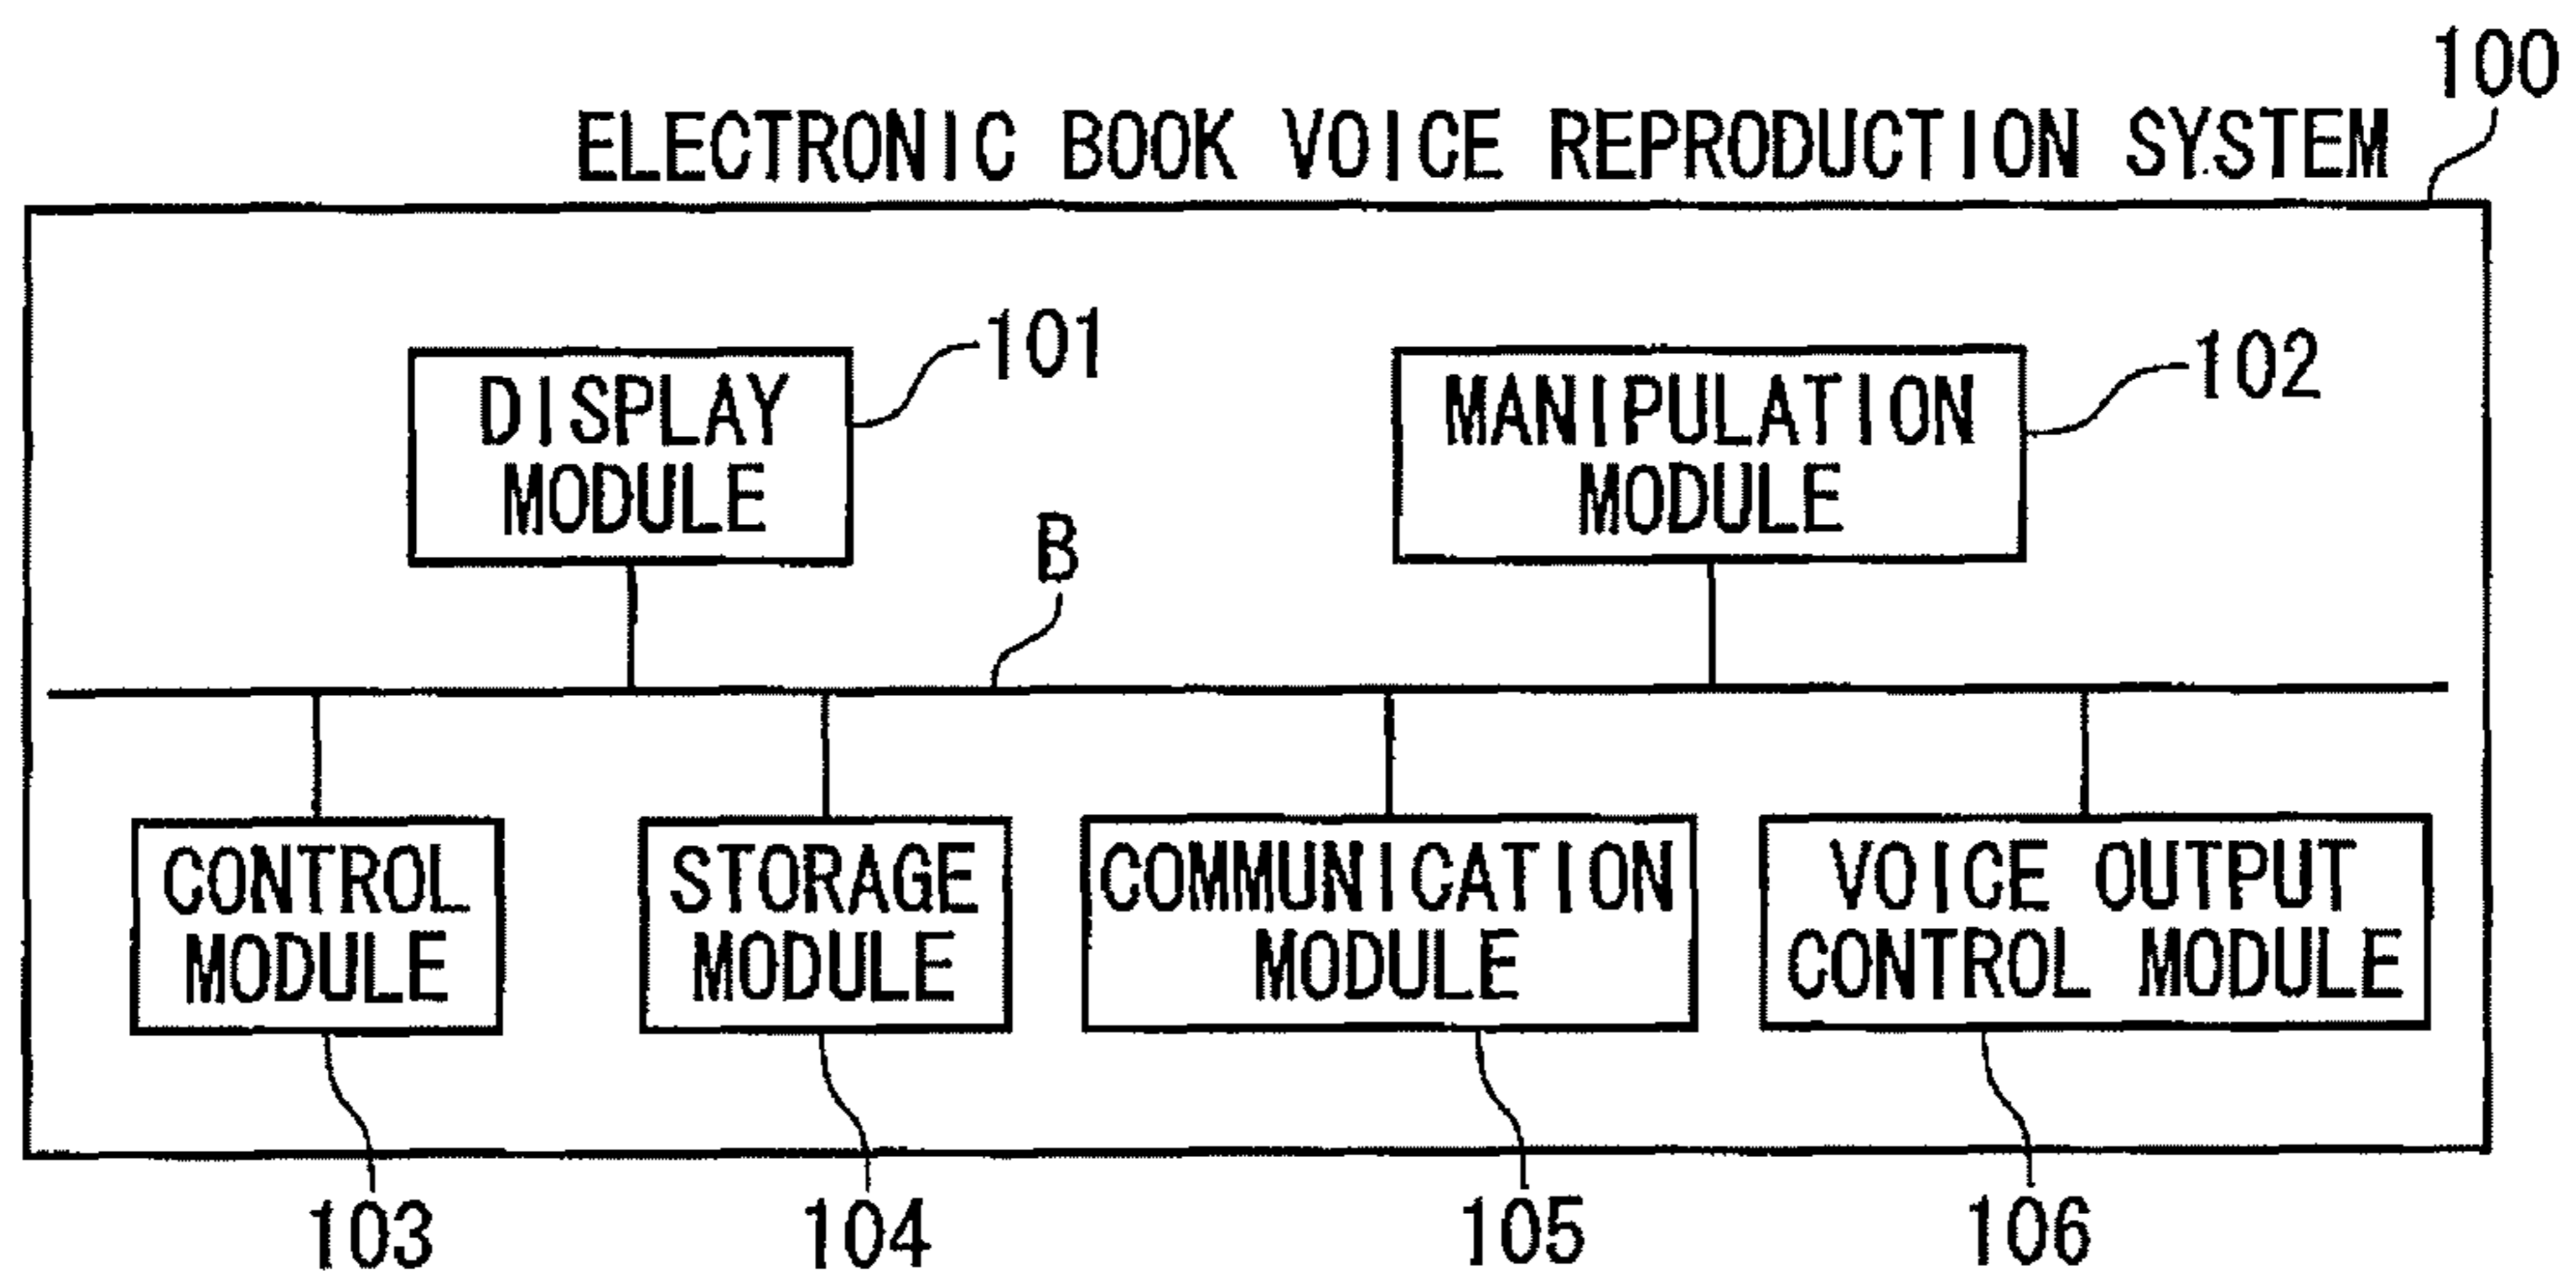 100
ELECTRONIC BOOK VOICE REPRODUCTION SYSTEM
101
DISPLAY
MODULE
102
MANIPULATION
MODULE
B
CONTROL
MODULE
STORAGE
MODULE
COMMUNICATION
MODULE
VOICE OUTPUT
CONTROL MODULE
103
104
105
106